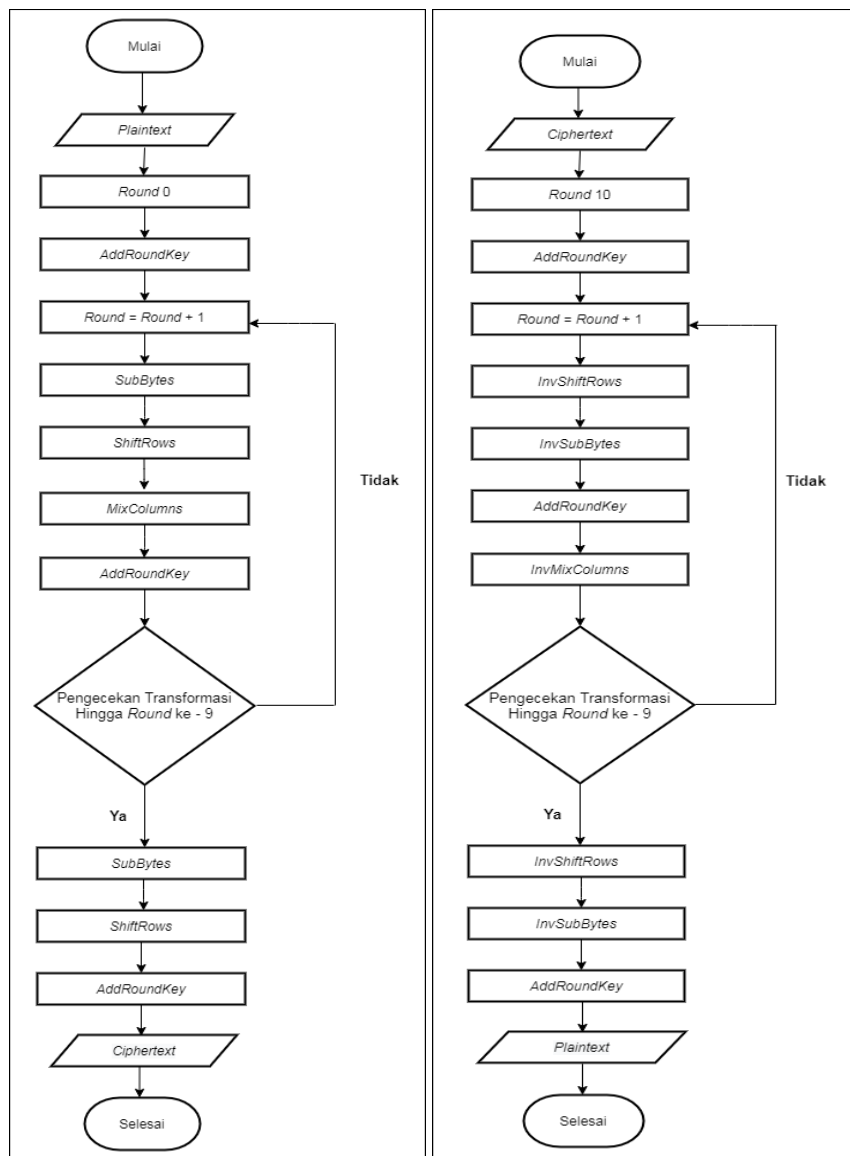 Mulai
Plaintext
Round 0
AddRoundKey
Round = Round + 1
SubBytes
ShiftRows
MixColumns
AddRoundKey
Tidak
Pengecekan Transformasi
Hingga Round ke - 9
Ya
SubBytes
ShiftRows
AddRoundKey
Ciphertext
Selesai
Mulai
Ciphertext
Round 10
AddRoundKey
Round = Round + 1
InvShiftRows
InvSubBytes
AddRoundKey
InvMixColumns
Tidak
Pengecekan Transformasi
Hingga Round ke - 9
Ya
InvShiftRows
InvSubBytes
AddRoundKey
Plaintext
Selesai